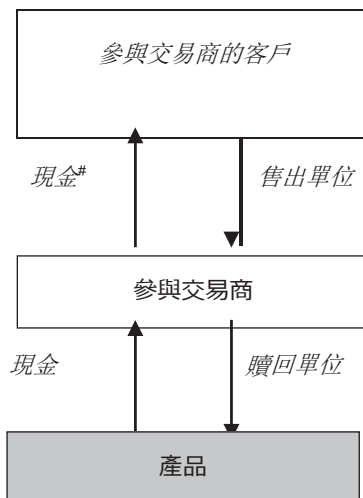 參與交易商的客戶
現金# 售出單位
參與交易商
現金 贖回單位
產品